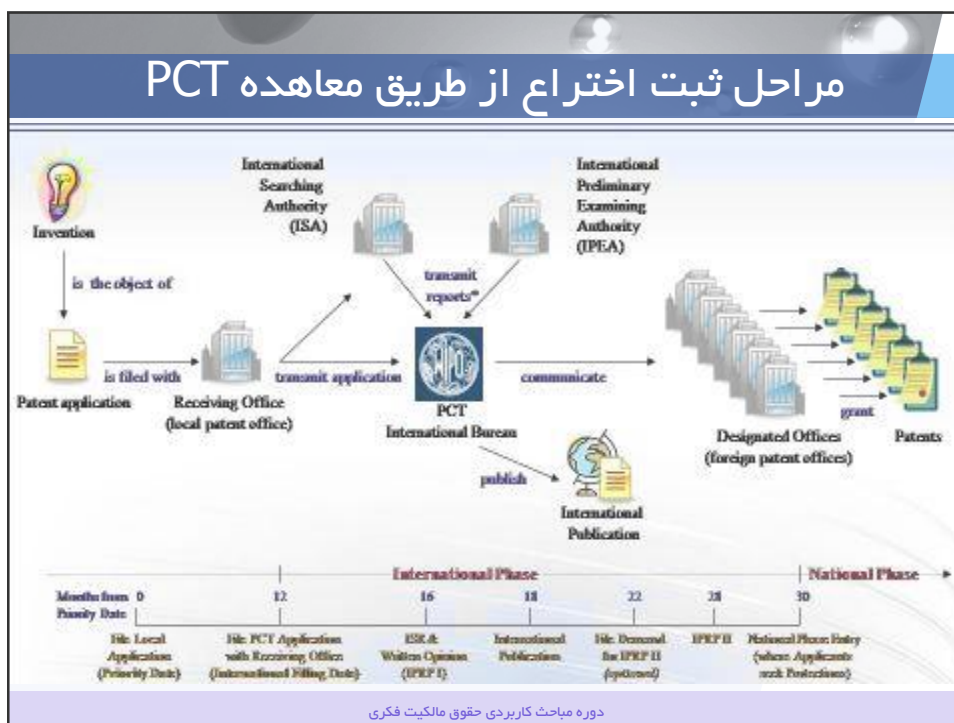 مراحل ثبت اختراع از طریق معاهده PCT
International
Searching
Authority
(ISA)
International
Preliminary
Examining
Authority
(IPEA)
Invention
is the object of
transmit
reports*
is filed with
transmit application
communicate
grant
Patent application
Receiving Office
(local patent office)
PCT
International Bureau
Designated Offices
(foreign patent offices)
Patents
publish
International
Publication
International Phase
National Phase
Months from
Priority Date
0
12
16
18
22
28
30
File Local
Application
(Priority Date)
File PCT Application
with Receiving Office
(International Filing Date)
ISR &
Written Opinion
(IPRP I)
International
Publication
File Demand
for IPRP II
(optional)
IPRP II
National Phase Entry
(where Applicants
seek Protections)
دوره مباحث کاربردی حقوق مالکیت فکری